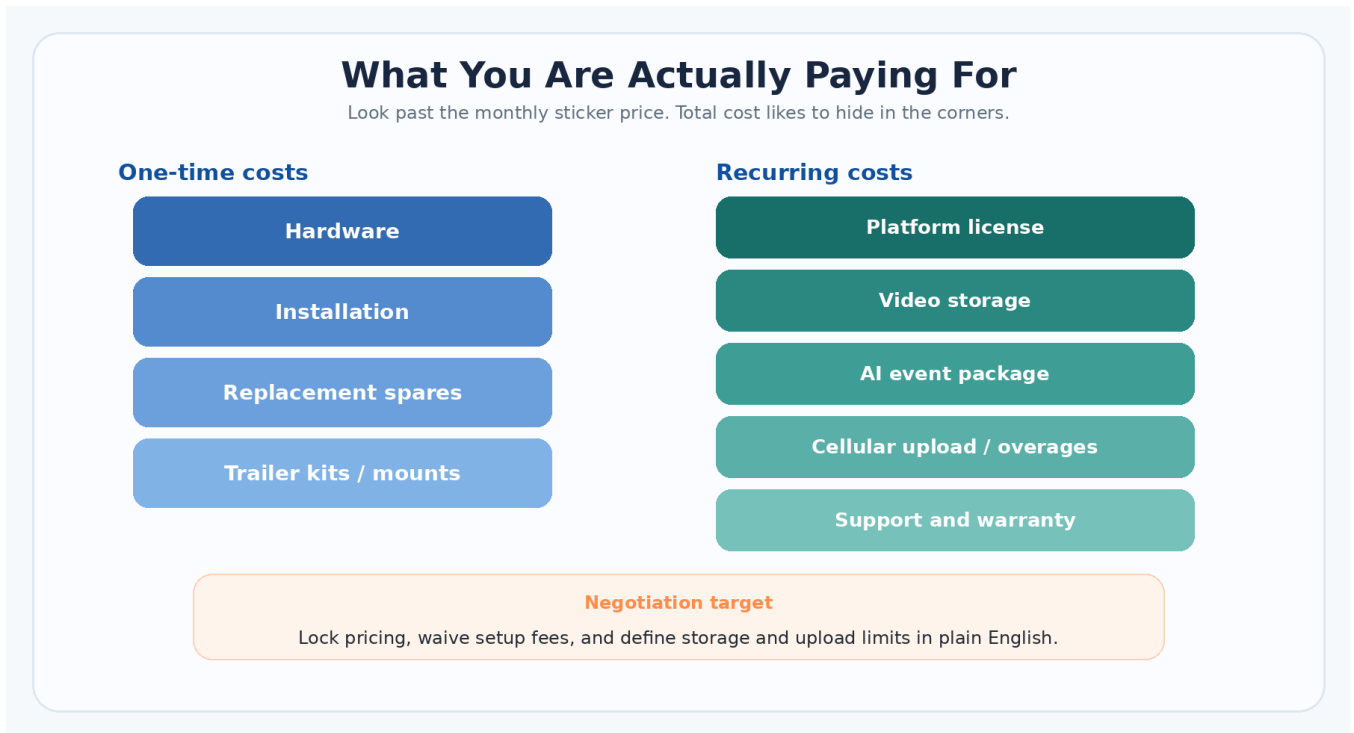 What You Are Actually Paying For
Look past the monthly sticker price. Total cost likes to hide in the corners.
One-time costs
Hardware
Installation
Replacement spares
Trailer kits / mounts
Recurring costs
Platform license
Video storage
AI event package
Cellular upload / overages
Support and warranty
Negotiation target
Lock pricing, waive setup fees, and define storage and upload limits in plain English.